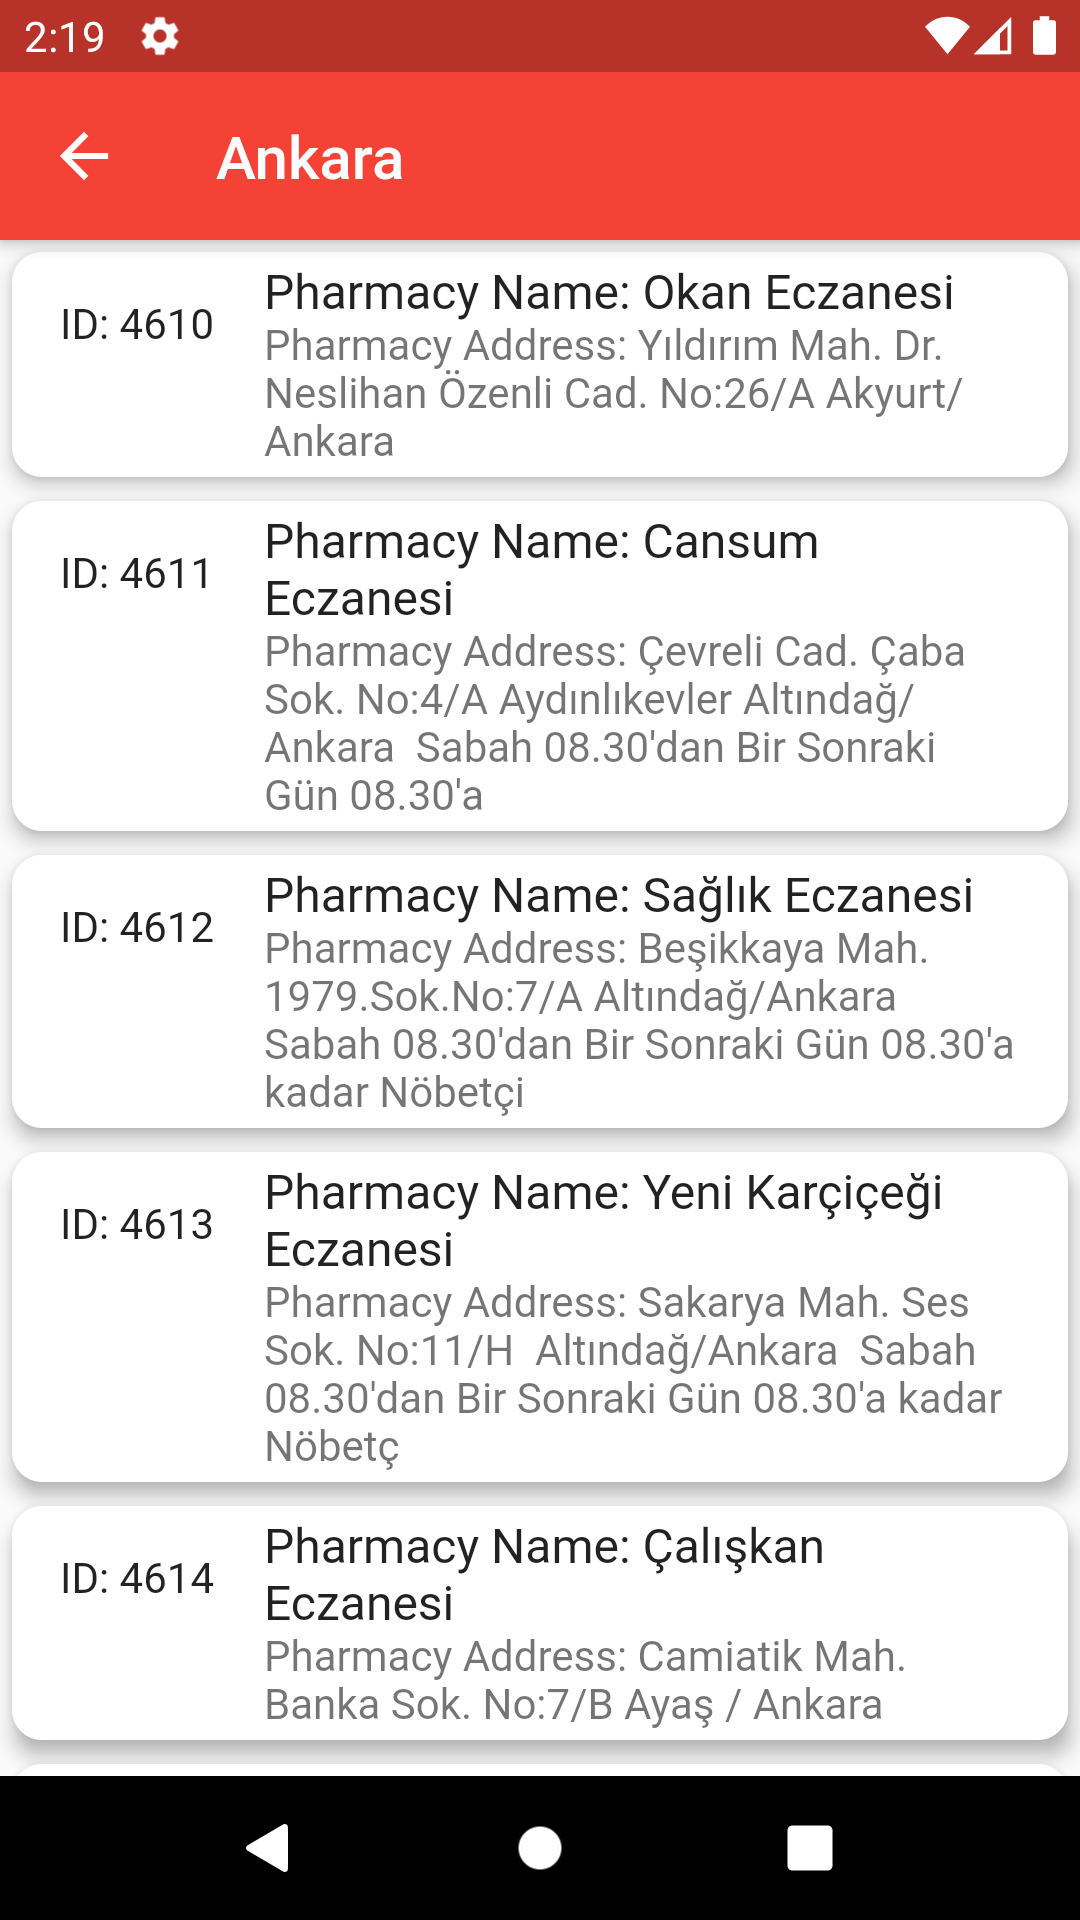 2:19
Ankara
ID: 4610
Pharmacy Name: Okan Eczanesi
Pharmacy Address: Yıldırım Mah. Dr.
Neslihan Özenli Cad. No:26/A Akyurt/
Ankara
ID: 4611
Pharmacy Name: Cansum
Eczanesi
Pharmacy Address: Çevreli Cad. Çaba
Sok. No:4/A Aydınlıkevler Altındağ/
Ankara  Sabah 08.30'dan Bir Sonraki
Gün 08.30'a
ID: 4612
Pharmacy Name: Sağlık Eczanesi
Pharmacy Address: Beşikkaya Mah.
1979.Sok.No:7/A Altındağ/Ankara
Sabah 08.30'dan Bir Sonraki Gün 08.30'a
kadar Nöbetçi
ID: 4613
Pharmacy Name: Yeni Karçiçeği
Eczanesi
Pharmacy Address: Sakarya Mah. Ses
Sok. No:11/H  Altındağ/Ankara  Sabah
08.30'dan Bir Sonraki Gün 08.30'a kadar
Nöbetç
ID: 4614
Pharmacy Name: Çalışkan
Eczanesi
Pharmacy Address: Camiatik Mah.
Banka Sok. No:7/B Ayaş / Ankara